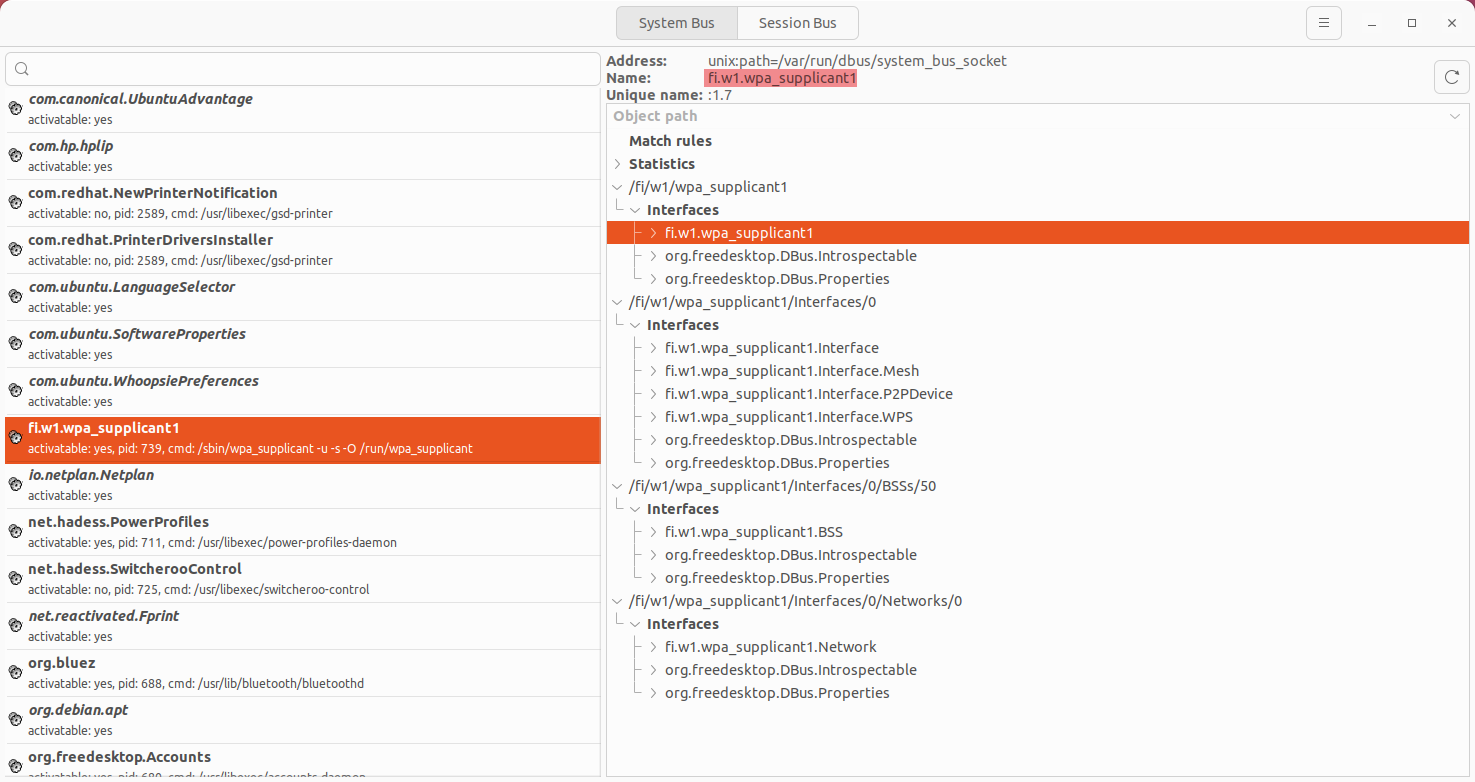 System Bus
Session Bus
com.canonical.UbuntuAdvantage
activatable: yes
com.hp.hplip
activatable: yes
com.redhat.NewPrinterNotification
activatable: no, pid: 2589, cmd: /usr/libexec/gsd-printer
com.redhat.PrinterDriversInstaller
activatable: no, pid: 2589, cmd: /usr/libexec/gsd-printer
com.ubuntu.LanguageSelector
activatable: yes
com.ubuntu.SoftwareProperties
activatable: yes
com.ubuntu.WhoopsiePreferences
activatable: yes
fi.w1.wpa_supplicant1
activatable: yes, pid: 739, cmd: /sbin/wpa_supplicant -u -s -O /run/wpa_supplicant
io.netplan.Netplan
activatable: yes
net.hadess.PowerProfiles
activatable: yes, pid: 711, cmd: /usr/libexec/power-profiles-daemon
net.hadess.SwitcherooControl
activatable: no, pid: 725, cmd: /usr/libexec/switcheroo-control
net.reactivated.Fprint
activatable: yes
org.bluez
activatable: yes, pid: 688, cmd: /usr/lib/bluetooth/bluetoothd
org.debian.apt
activatable: yes
org.freedesktop.Accounts
activatable: yes, pid: 680, cmd: /usr/libexec/accounts-daemon
Address: unix:path=/var/run/dbus/system_bus_socket
Name: fi.w1.wpa_supplicant1
Unique name: :1.7
Object path
Match rules
Statistics
/fi/w1/wpa_supplicant1
Interfaces
fi.w1.wpa_supplicant1
org.freedesktop.DBus.Introspectable
org.freedesktop.DBus.Properties
/fi/w1/wpa_supplicant1/Interfaces/0
Interfaces
fi.w1.wpa_supplicant1.Interface
fi.w1.wpa_supplicant1.Interface.Mesh
fi.w1.wpa_supplicant1.Interface.P2PDevice
fi.w1.wpa_supplicant1.Interface.WPS
org.freedesktop.DBus.Introspectable
org.freedesktop.DBus.Properties
/fi/w1/wpa_supplicant1/Interfaces/0/BSSs/50
Interfaces
fi.w1.wpa_supplicant1.BSS
org.freedesktop.DBus.Introspectable
org.freedesktop.DBus.Properties
/fi/w1/wpa_supplicant1/Interfaces/0/Networks/0
Interfaces
fi.w1.wpa_supplicant1.Network
org.freedesktop.DBus.Introspectable
org.freedesktop.DBus.Properties